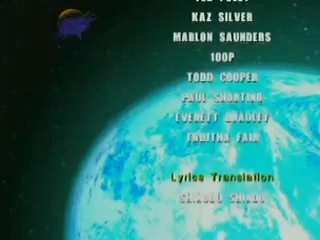 KAZ SILVER
MARLON SAUNDERS
100P
TODD COOPER
PAUL SHORTINO
EVERETT BRADLEY
TABITHA FAIR
Lyrics Translation